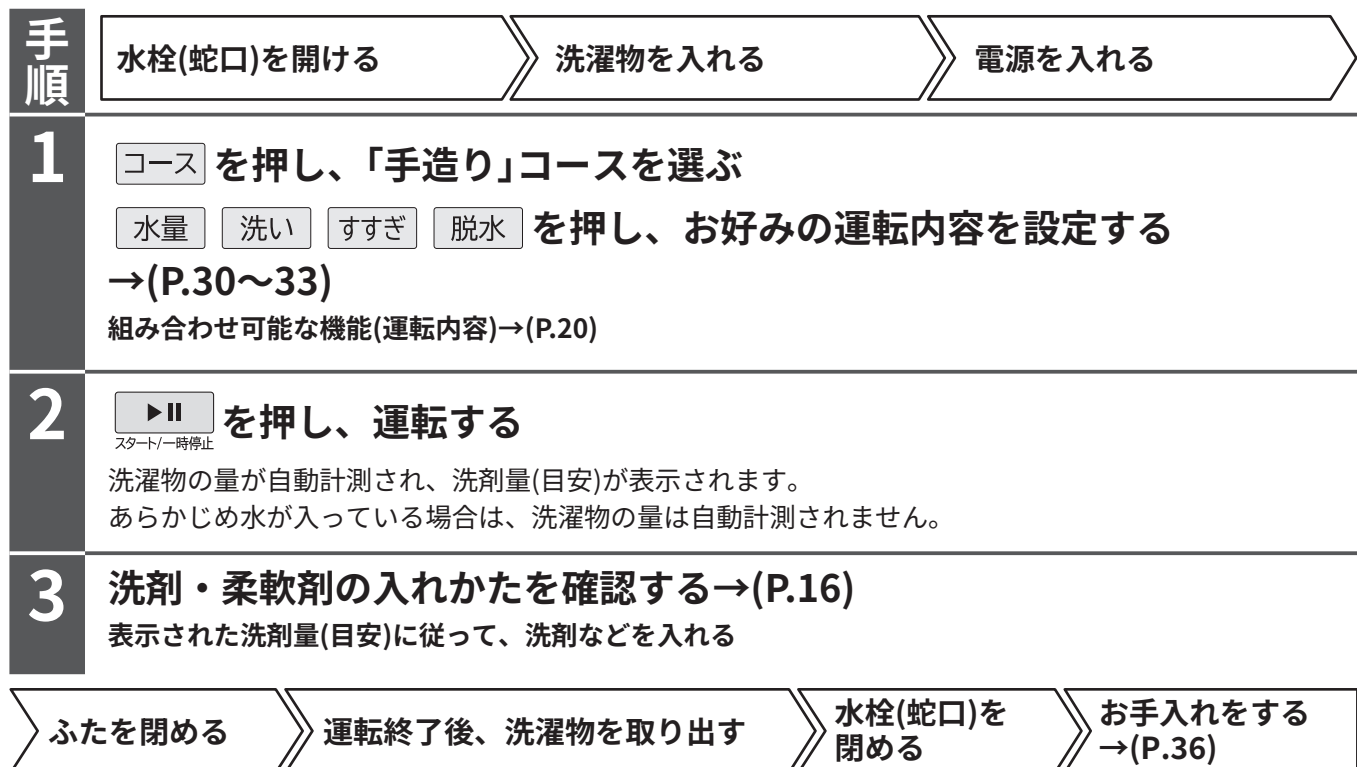 手順
水栓(蛇口)を開ける
洗濯物を入れる
電源を入れる
1
コース を押し、「手造り」コースを選ぶ
水量 洗い すすぎ 脱水 を押し、お好みの運転内容を設定する
→(P.30〜33)
組み合わせ可能な機能(運転内容)→(P.20)
2
を押し、運転する
スタート/一時停止
洗濯物の量が自動計測され、洗剤量(目安)が表示されます。
あらかじめ水が入っている場合は、洗濯物の量は自動計測されません。
3
洗剤・柔軟剤の入れかたを確認する→(P.16)
表示された洗剤量(目安)に従って、洗剤などを入れる
ふたを閉める
運転終了後、洗濯物を取り出す
水栓(蛇口)を
閉める
お手入れをする
→(P.36)